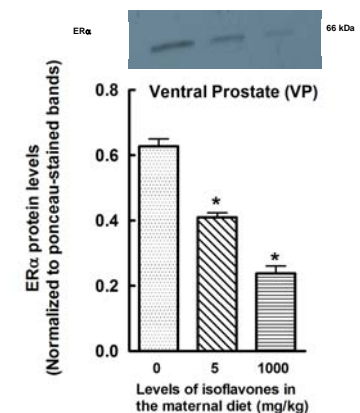 ERα
66 kDa
Ventral Prostate (VP)
ERα protein levels
(Normalized to ponceau-stained bands)
0.8
0.6
0.4
0.2
0.0
*
*
0 5 1000
Levels of isoflavones in
the maternal diet (mg/kg)